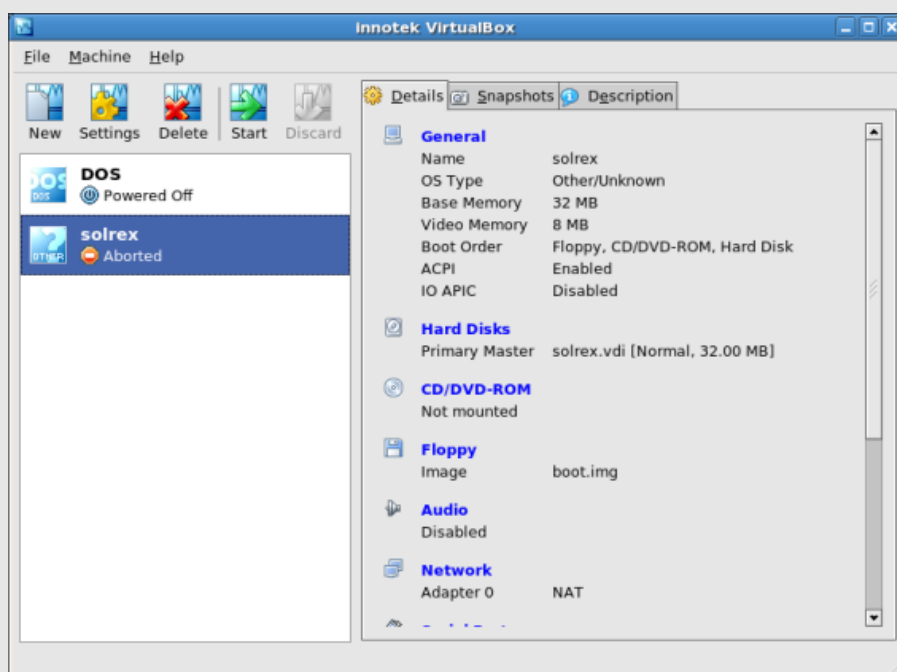 innotek VirtualBox
File Machine Help
New Settings Delete Start Discard
DOS
DOS
DOS
Powered Off
OTHER
solrex
Aborted
Details Snapshots Description
General
Name solrex
OS Type Other/Unknown
Base Memory 32 MB
Video Memory 8 MB
Boot Order Floppy, CD/DVD-ROM, Hard Disk
ACPI Enabled
IO APIC Disabled
Hard Disks
Primary Master solrex.vdi [Normal, 32.00 MB]
CD/DVD-ROM
Not mounted
Floppy
Image boot.img
Audio
Disabled
Network
Adapter 0 NAT